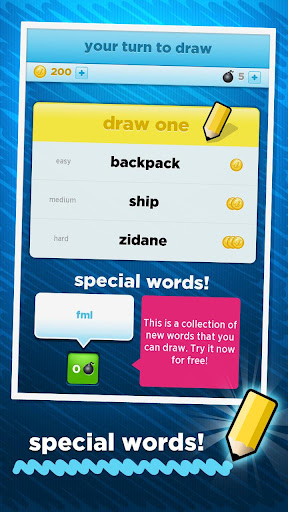 your turn to draw
200 +
5 +
draw one
easy backpack
medium ship
hard zidane
special words!
fml
0
This is a collection of
new words that you
can draw. Try it now
for free!
special words!